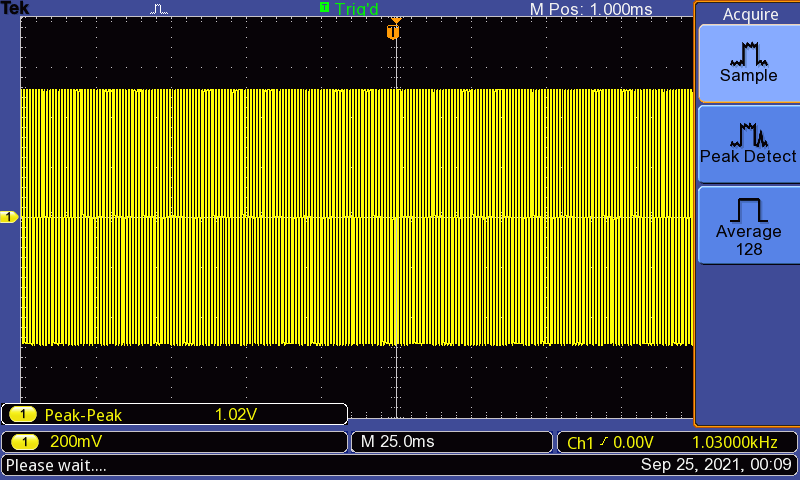 Tek T Trig'd M Pos: 1.000ms
T
Acquire
Sample
Peak Detect
Average
128
1
1 Peak-Peak 1.02V
1 200mV M 25.0ms Ch1 0.00V 1.03000kHz
Please wait.... Sep 25, 2021, 00:09